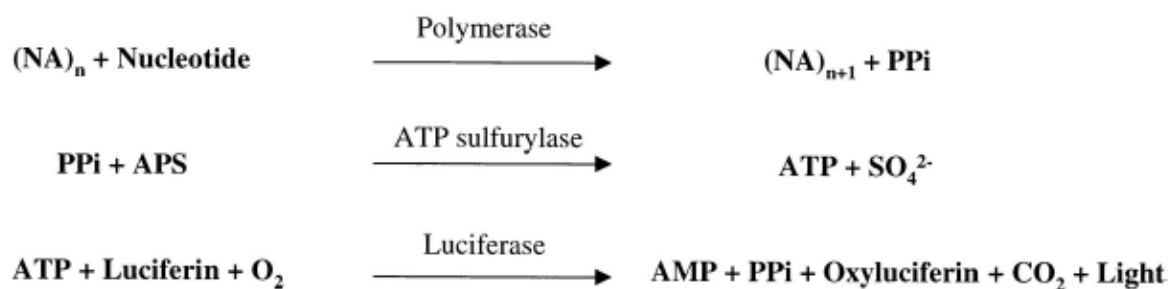 Polymerase
(NA)n + Nucleotide (NA)n+1 + PPi
ATP sulfurylase
PPi + APS ATP + SO₄²⁻
Luciferase
ATP + Luciferin + O₂ AMP + PPi + Oxyluciferin + CO₂ + Light